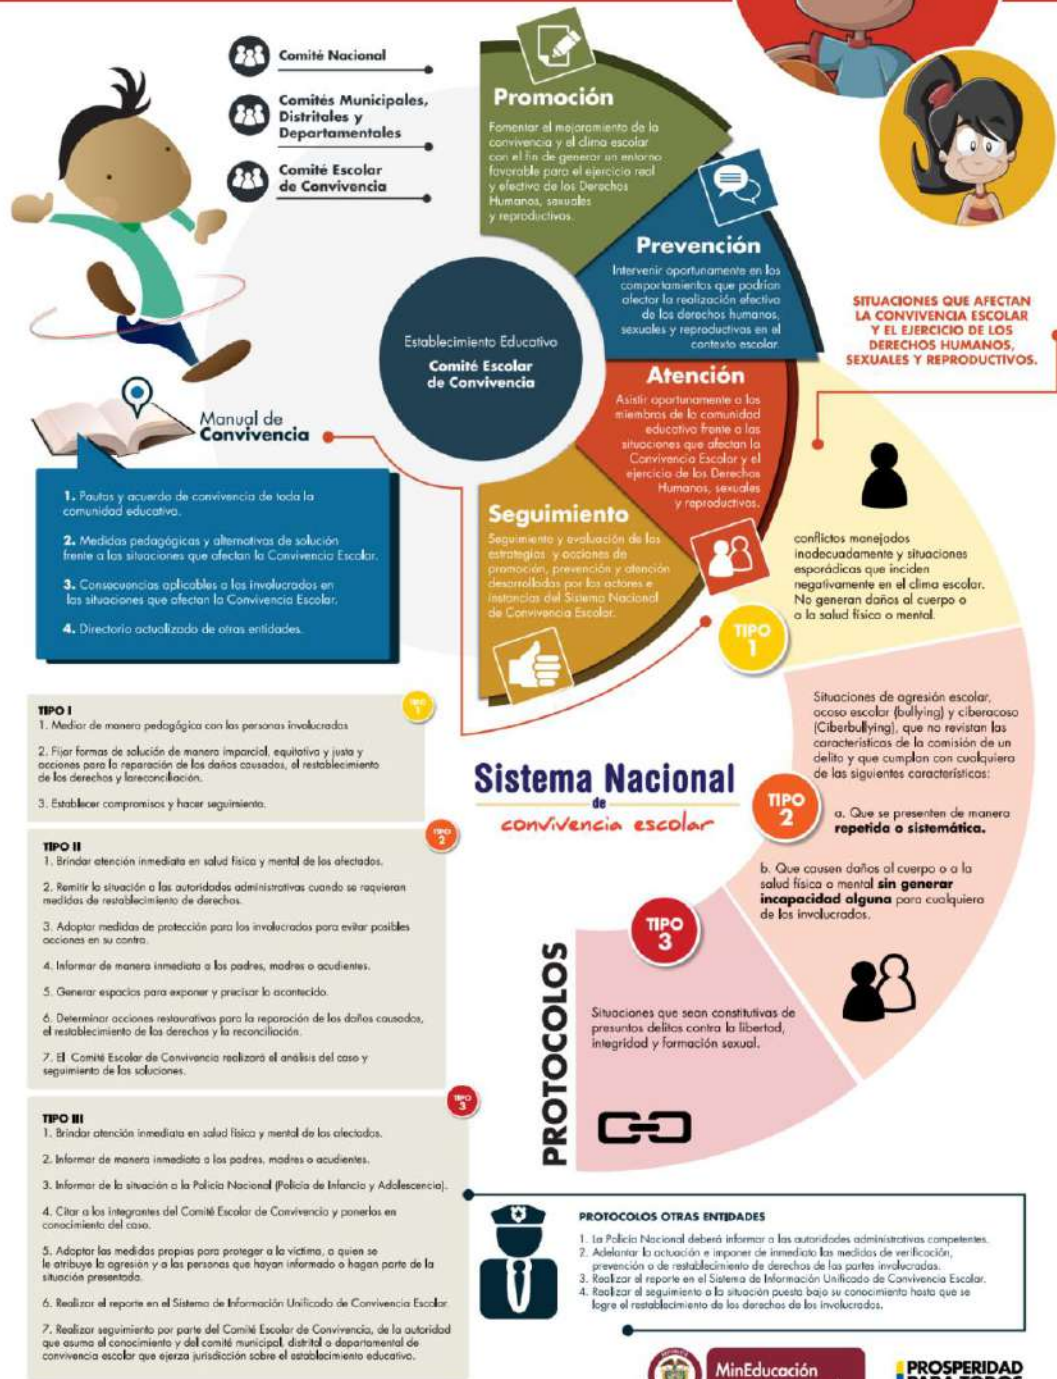 Comité Nacional
Comités Municipales,
Distritales y
Departamentales
Comité Escolar
de Convivencia
Promoción
Fomentar el mejoramiento de la
convivencia y el clima escolar
con el fin de generar un entorno
favorable para el ejercicio real
y efectivo de los Derechos
Humanos, sexuales
y reproductivos.
Prevención
Intervenir oportunamente en los
comportamientos que podrían
afectar la realización efectiva
de los derechos humanos,
sexuales y reproductivos en el
contexto escolar.
Establecimiento Educativo
Comité Escolar
de Convivencia
Atención
Asistir oportunamente a los
miembros de la comunidad
educativa frente a las
situaciones que afectan la
Convivencia Escolar y el
ejercicio de los Derechos
Humanos, sexuales
y reproductivos.
Seguimiento
Seguimiento y evaluación de las
estrategias y acciones de
promoción, prevención y atención
desarrolladas por los actores e
instancias del Sistema Nacional
de Convivencia Escolar.
SITUACIONES QUE AFECTAN
LA CONVIVENCIA ESCOLAR
Y EL EJERCICIO DE LOS
DERECHOS HUMANOS,
SEXUALES Y REPRODUCTIVOS.
Manual de
Convivencia
1. Pautas y acuerdo de convivencia de toda la
comunidad educativa.
2. Medidas pedagógicas y alternativas de solución
frente a las situaciones que afectan la Convivencia Escolar.
3. Consecuencias aplicables a los involucrados en
las situaciones que afectan la Convivencia Escolar.
4. Directorio actualizado de otras entidades.
conflictos manejados
inadecuadamente y situaciones
esporádicas que inciden
negativamente en el clima escolar.
No generan daños al cuerpo o
a la salud físico o mental.
TIPO
1
Situaciones de agresión escolar,
acoso escolar (bullying) y ciberacoso
(Ciberbullying), que no revistan las
características de la comisión de un
delito y que cumplan con cualquiera
de las siguientes características:
TIPO
2
a. Que se presenten de manera
repetida o sistemática.
b. Que causen daños al cuerpo o a la
salud física o mental sin generar
incapacidad alguna para cualquiera
de los involucrados.
TIPO
3
Situaciones que sean constitutivas de
presuntos delitos contra la libertad,
integridad y formación sexual.
PROTOCOLOS
Sistema Nacional
de
convivencia escolar
TIPO
1
TIPO I
1. Mediar de manera pedagógica con las personas involucradas
2. Fijar formas de solución de manera imparcial, equitativa y justa y
acciones para la reparación de los daños causados, el restablecimiento
de los derechos y lareconciliación.
3. Establecer compromisos y hacer seguimiento.
TIPO
2
TIPO II
1. Brindar atención inmediata en salud física y mental de los afectados.
2. Remitir la situación a las autoridades administrativas cuando se requieran
medidas de restablecimiento de derechos.
3. Adoptar medidas de protección para los involucrados para evitar posibles
acciones en su contra.
4. Informar de manera inmediata a los padres, madres o acudientes.
5. Generar espacios para exponer y precisar lo acontecido.
6. Determinar acciones restaurativas para la reparación de los daños causados,
el restablecimiento de los derechos y la reconciliación.
7. El Comité Escolar de Convivencia realizará el análisis del caso y
seguimiento de las soluciones.
TIPO
3
TIPO III
1. Brindar atención inmediata en salud física y mental de los afectados.
2. Informar de manera inmediata a los padres, madres o acudientes.
3. Informar de la situación a la Policía Nacional (Policía de Infancia y Adolescencia).
4. Citar a los integrantes del Comité Escolar de Convivencia y ponerlos en
conocimiento del caso.
5. Adoptar las medidas propias para proteger a la víctima, a quien se
le atribuye la agresión y a las personas que hayan informado o hagan parte de la
situación presentada.
6. Realizar el reporte en el Sistema de Información Unificado de Convivencia Escolar.
7. Realizar seguimiento por parte del Comité Escolar de Convivencia, de la autoridad
que asuma el conocimiento y del comité municipal, distrital o departamental de
convivencia escolar que ejerza jurisdicción sobre el establecimiento educativo.
PROTOCOLOS OTRAS ENTIDADES
1. La Policía Nacional deberá informar a las autoridades administrativas competentes.
2. Adelantar la actuación e imponer de inmediato las medidas de verificación,
prevención o de restablecimiento de derechos de las partes involucradas.
3. Realizar el reporte en el Sistema de Información Unificado de Convivencia Escolar.
4. Realizar el seguimiento a la situación puesta bajo su conocimiento hasta que se
logre el restablecimiento de los derechos de los involucrados.
MinEducación
PROSPERIDAD
PARA TODOS